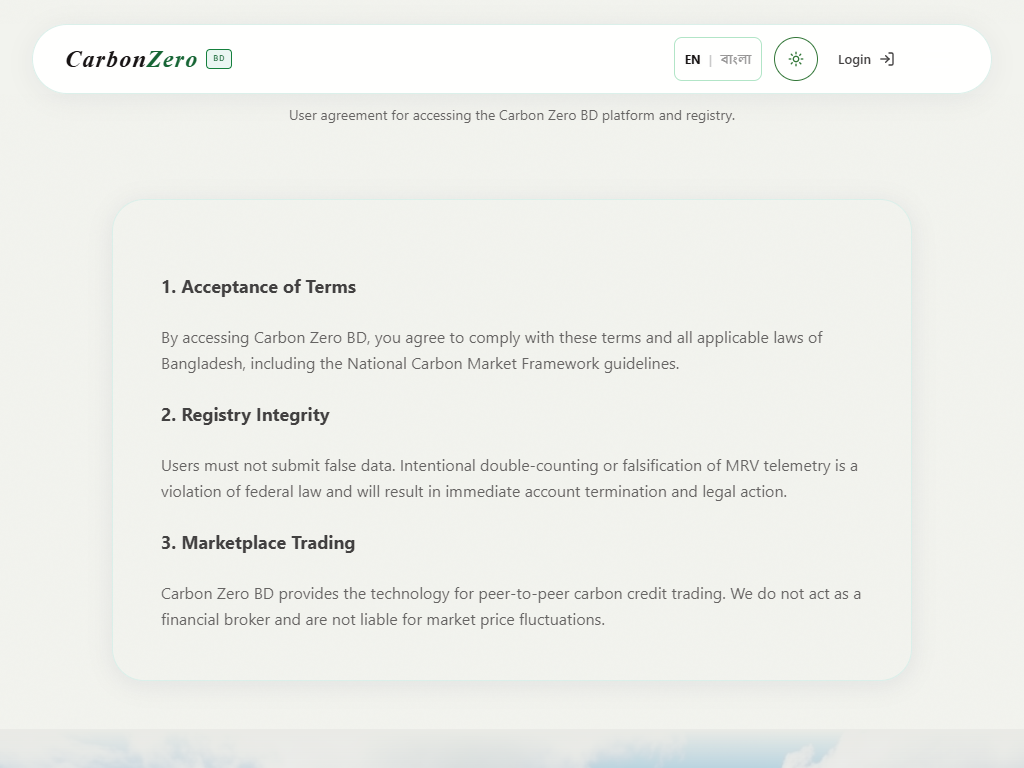 CarbonZero BD
EN | বাংলা
Login
User agreement for accessing the Carbon Zero BD platform and registry.
1. Acceptance of Terms
By accessing Carbon Zero BD, you agree to comply with these terms and all applicable laws of
Bangladesh, including the National Carbon Market Framework guidelines.
2. Registry Integrity
Users must not submit false data. Intentional double-counting or falsification of MRV telemetry is a
violation of federal law and will result in immediate account termination and legal action.
3. Marketplace Trading
Carbon Zero BD provides the technology for peer-to-peer carbon credit trading. We do not act as a
financial broker and are not liable for market price fluctuations.